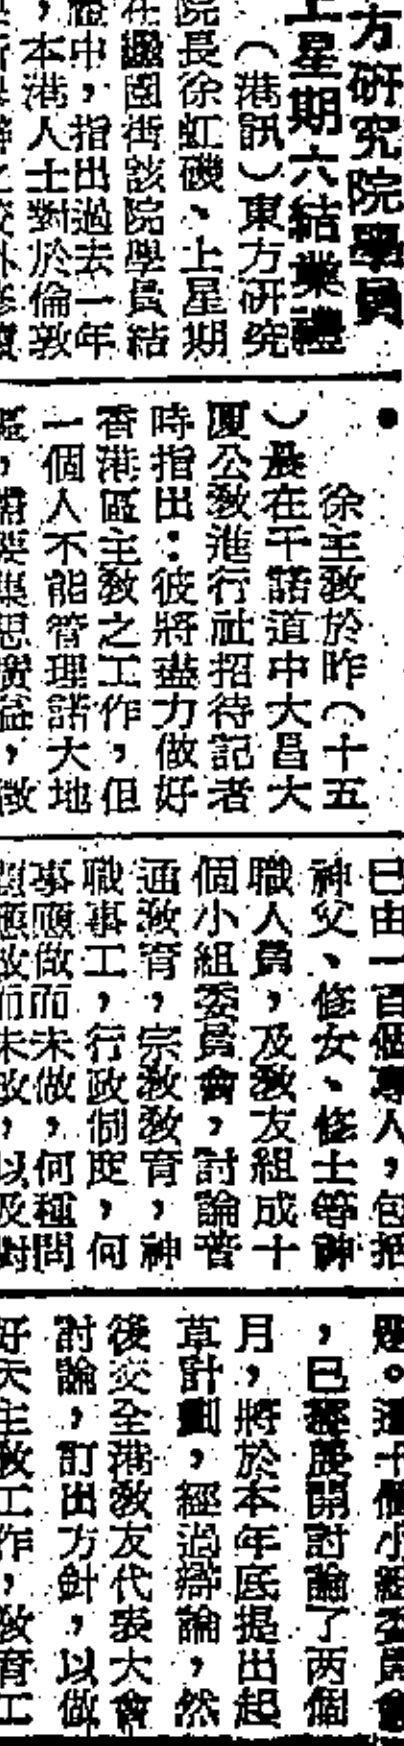 方研究院學員
上星期六結業禮
（港訊）東方研究
院長徐虹磯、上星期
在園街該院學員結
中，指出過去一年
，本港人士對於倫敦
徐主教於昨（十五
）晨在干諾道中大昌大
厦公教進行社招待記者
時指出：彼將盡力做好
香港區主教之工作，但
一個人不能管理諾大地
區，需要集思廣益，徵
已由一百個專人，包括
神父、修女、修士等神
職人員，及教友組成十
個小組委員會，討論普
通教育，宗教教育，神
職事工，行政制度，何
事應做而未做，何種問
題應改而未改，以及對
題。這十個小組委員會
，已經展開討論了两個
月，將於本年底提出起
草計劃，經過辯論，然
後交全港教友代表大會
討論，訂出方針，以做
好天主教工作，教育工